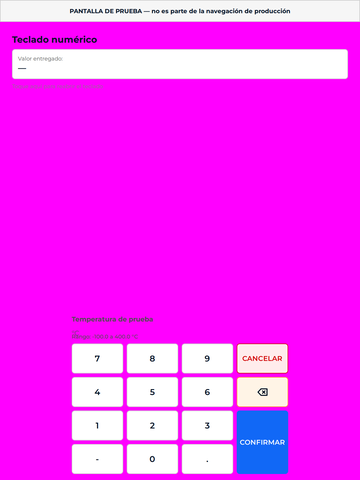 PANTALLA DE PRUEBA — no es parte de la navegación de producción
Teclado numérico
Valor entregado:
—
Temperatura de prueba
7 8 9 CANCELAR
4 5 6
1 2 3
CONFIRMAR
- 0 .